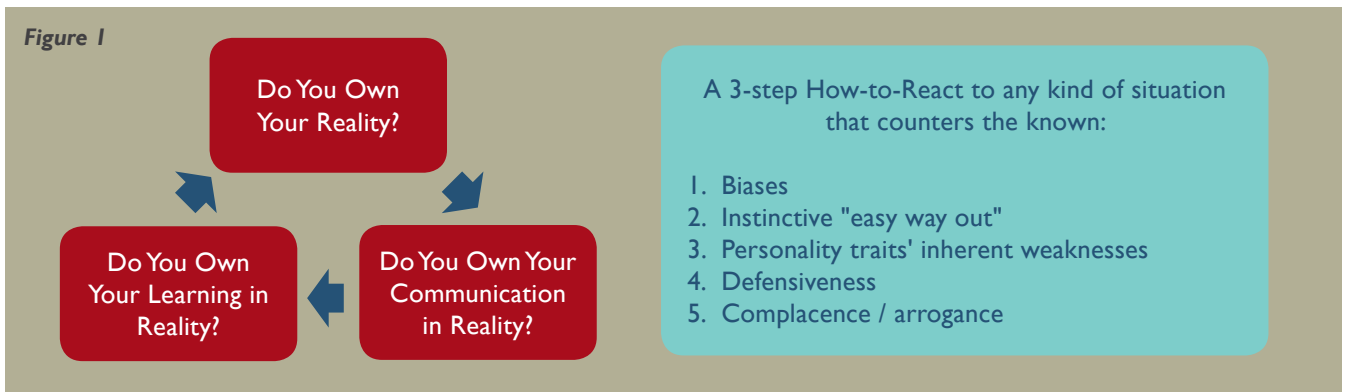 Figure 1
Do You Own
Your Reality?
Do You Own
Your Learning in
Reality?
Do You Own Your
Communication
in Reality?
A 3-step How-to-React to any kind of situation
that counters the known:
1. Biases
2. Instinctive "easy way out"
3. Personality traits' inherent weaknesses
4. Defensiveness
5. Complacence / arrogance